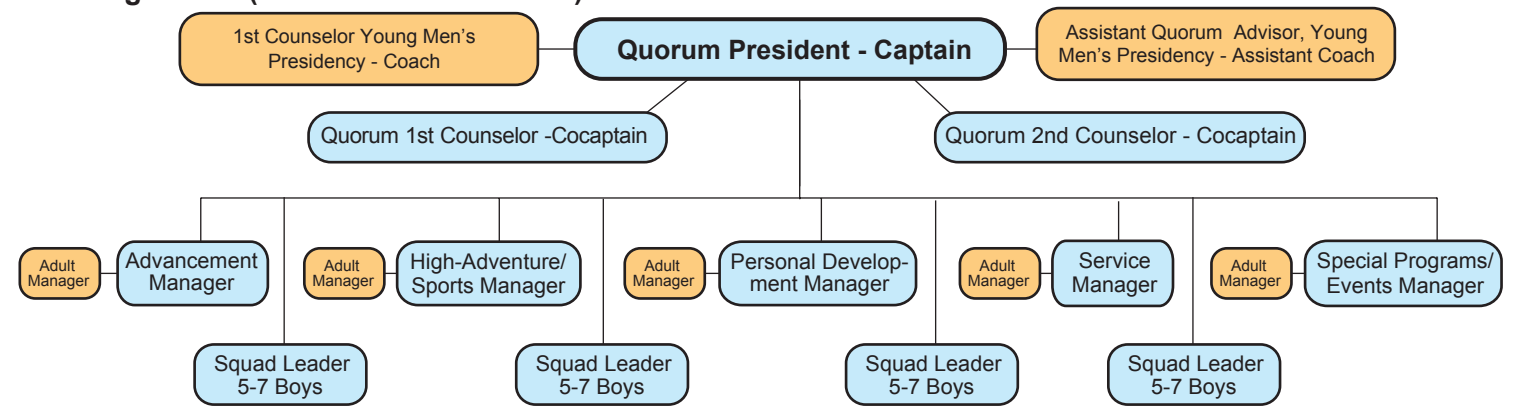 1st Counselor Young Men's
Presidency - Coach
Quorum President - Captain
Assistant Quorum Advisor, Young
Men's Presidency - Assistant Coach
Quorum 1st Counselor -Cocaptain
Quorum 2nd Counselor - Cocaptain
Adult
Manager
Advancement
Manager
Adult
Manager
High-Adventure/
Sports Manager
Adult
Manager
Personal Develop-
ment Manager
Adult
Manager
Service
Manager
Adult
Manager
Special Programs/
Events Manager
Squad Leader
5-7 Boys
Squad Leader
5-7 Boys
Squad Leader
5-7 Boys
Squad Leader
5-7 Boys